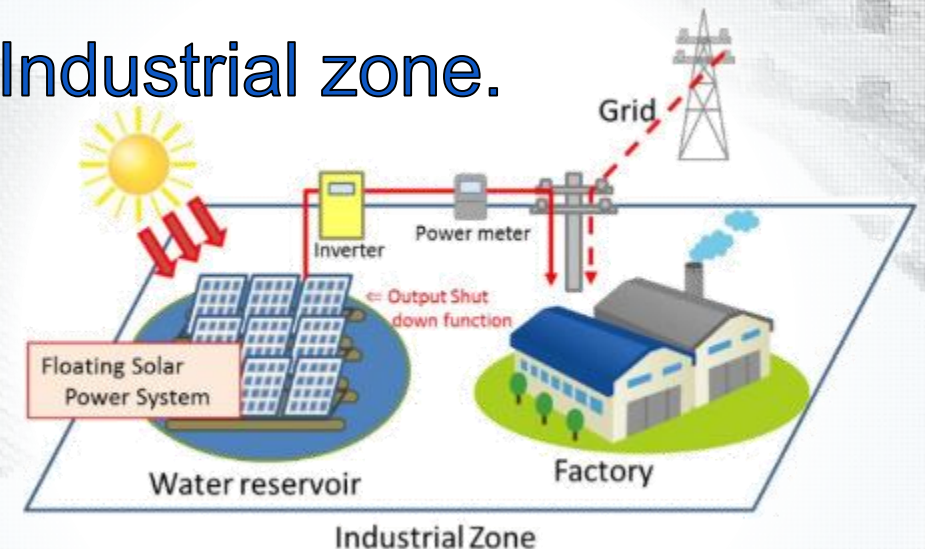 Industrial zone.
Grid
Inverter
Power meter
⇐ Output Shut
down function
Floating Solar
Power System
Water reservoir
Factory
Industrial Zone